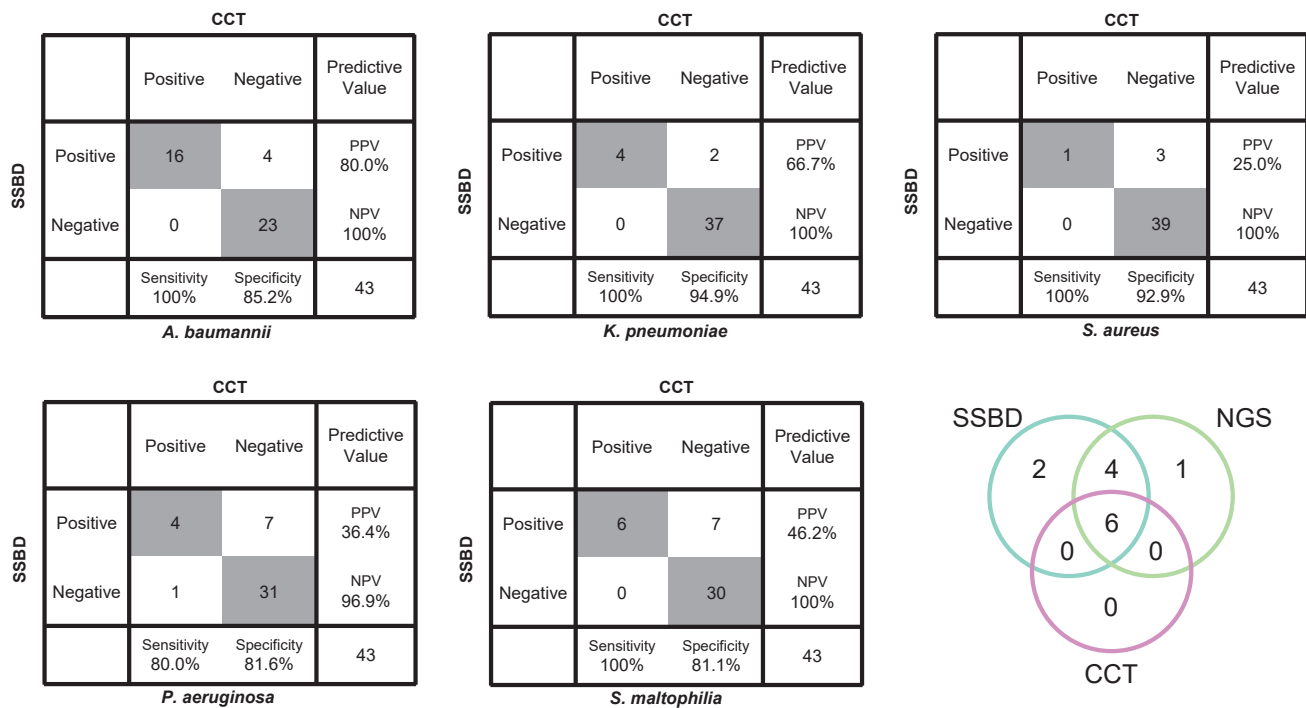 CCT
Positive Negative Predictive
Value
SSBD
Positive 16 4 PPV
80.0%
Negative 0 23 NPV
100%
Sensitivity
100% Specificity
85.2% 43
A. baumannii
CCT
Positive Negative Predictive
Value
SSBD
Positive 4 2 PPV
66.7%
Negative 0 37 NPV
100%
Sensitivity
100% Specificity
94.9% 43
K. pneumoniae
CCT
Positive Negative Predictive
Value
SSBD
Positive 1 3 PPV
25.0%
Negative 0 39 NPV
100%
Sensitivity
100% Specificity
92.9% 43
S. aureus
CCT
Positive Negative Predictive
Value
SSBD
Positive 4 7 PPV
36.4%
Negative 1 31 NPV
96.9%
Sensitivity
80.0% Specificity
81.6% 43
P. aeruginosa
CCT
Positive Negative Predictive
Value
SSBD
Positive 6 7 PPV
46.2%
Negative 0 30 NPV
100%
Sensitivity
100% Specificity
81.1% 43
S. maltophilia
SSBD NGS
2 4 1
6
0 0
0
CCT